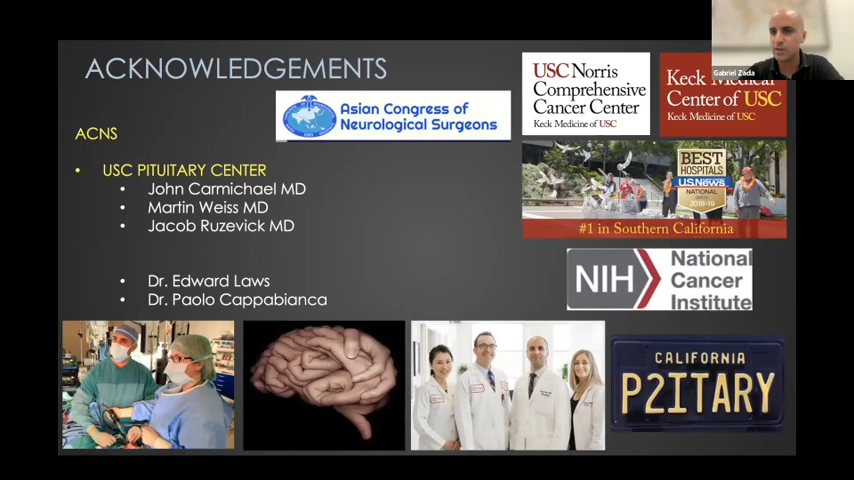 ACKNOWLEDGEMENTS
Asian Congress of
Neurological Surgeons
ACNS
• USC PITUITARY CENTER
• John Carmichael MD
• Martin Weiss MD
• Jacob Ruzevick MD
• Dr. Edward Laws
• Dr. Paolo Cappabianca
USC Norris
Comprehensive
Cancer Center
Keck Medicine of USC
Keck Medical
Center of USC
Keck Medicine of USC
Gabriel Zada
BEST
HOSPITALS
U.S.News
NATIONAL
2018-19
#1 in Southern California
NIH
National
Cancer
Institute
CALIFORNIA
P2ITARY